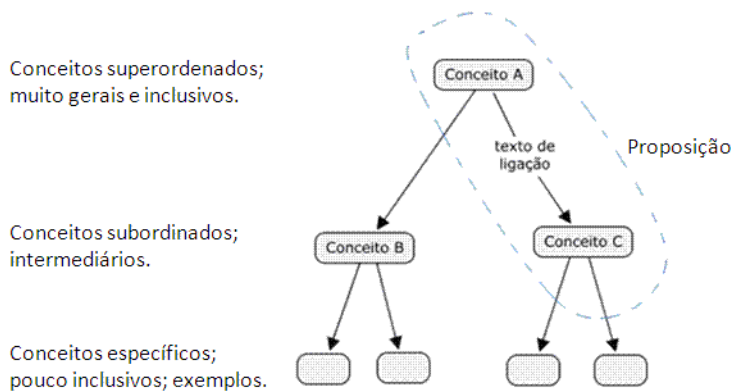 Conceitos superordenados;
muito gerais e inclusivos.
Conceito A
texto de
ligação
Proposição
Conceitos subordinados;
intermediários.
Conceito B
Conceito C
Conceitos específicos;
pouco inclusivos; exemplos.